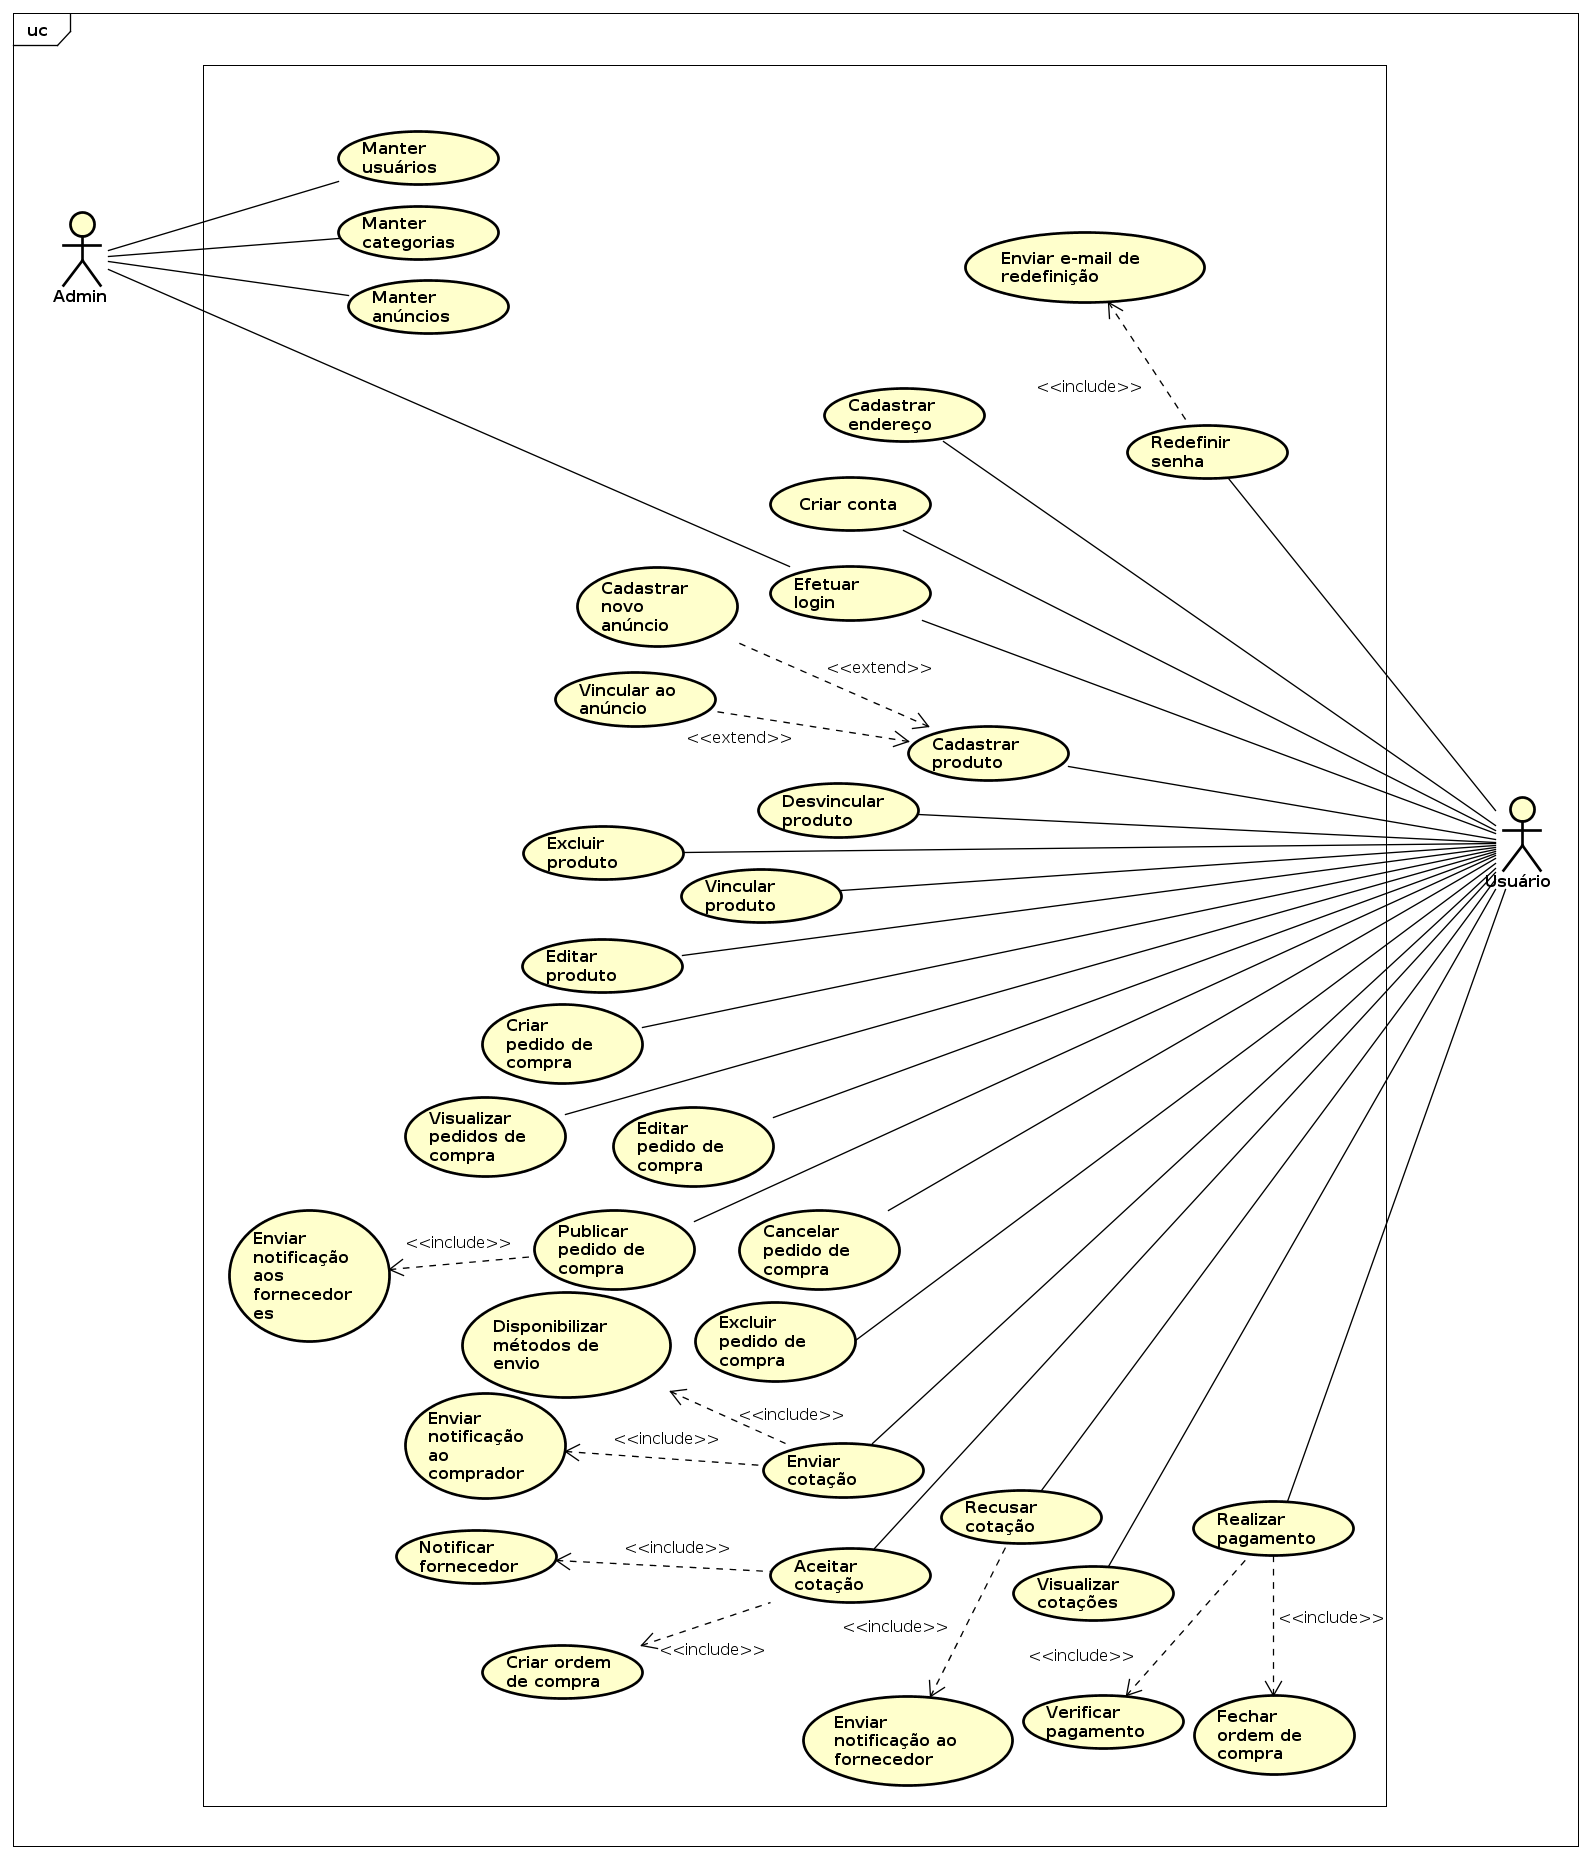 uc
Manter
usuários
Manter
categorias
Admin
Manter
anúncios
Enviar e-mail de
redefinição
<<include>>
Cadastrar
endereço
Redefinir
senha
Criar conta
Efetuar
login
Cadastrar
novo
anúncio
<<extend>>
Vincular ao
anúncio
<<extend>>
Cadastrar
produto
Desvincular
produto
Excluir
produto
Usuário
Vincular
produto
Editar
produto
Criar
pedido de
compra
Visualizar
pedidos de
compra
Editar
pedido de
compra
Enviar
notificação
aos
fornecedor
es
<<include>>
Publicar
pedido de
compra
Cancelar
pedido de
compra
Disponibilizar
métodos de
envio
Excluir
pedido de
compra
<<include>>
Enviar
notificação
ao
comprador
<<include>>
Enviar
cotação
Recusar
cotação
Realizar
pagamento
Notificar
fornecedor
<<include>>
Aceitar
cotação
Visualizar
cotações
<<include>>
<<include>>
<<include>>
<<include>>
Criar ordem
de compra
Enviar
notificação ao
fornecedor
Verificar
pagamento
Fechar
ordem de
compra